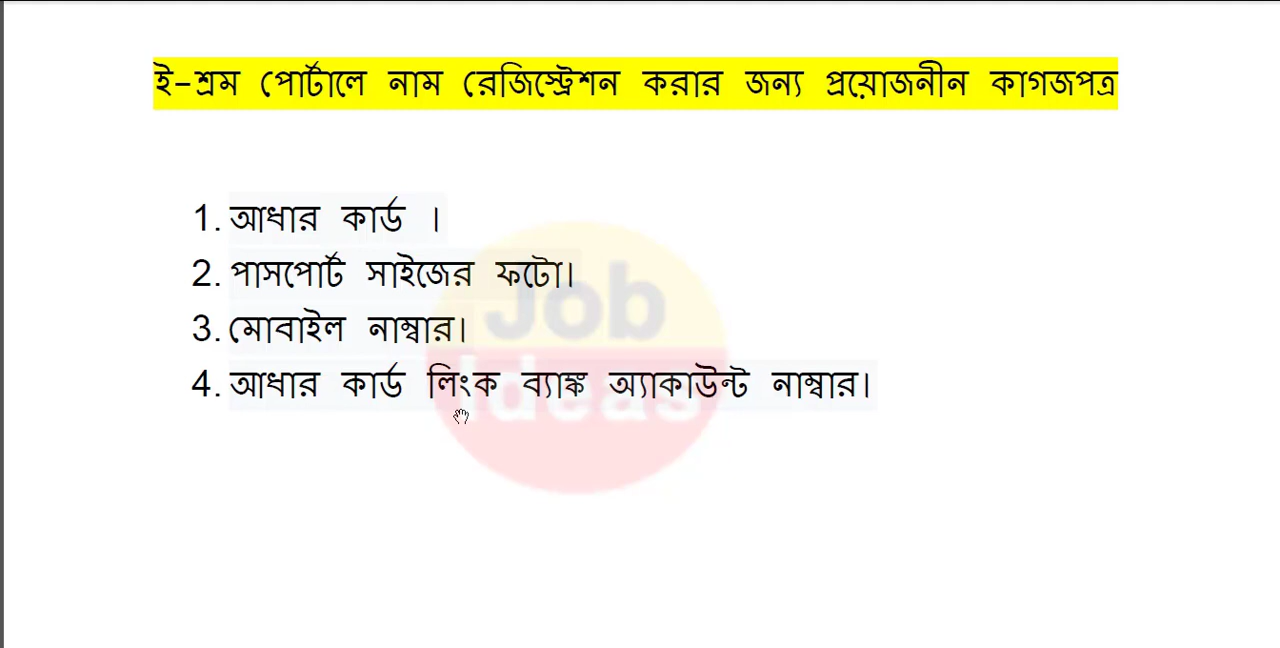 ই-শ্রম পোর্টালে নাম রেজিস্ট্রেশন করার জন্য প্রয়োজনীন কাগজপত্র
1. আধার কার্ড ।
2. পাসপোর্ট সাইজের ফটো।
3. মোবাইল নাম্বার।
4. আধার কার্ড লিংক ব্যাঙ্ক অ্যাকাউন্ট নাম্বার।
Job
Ideas